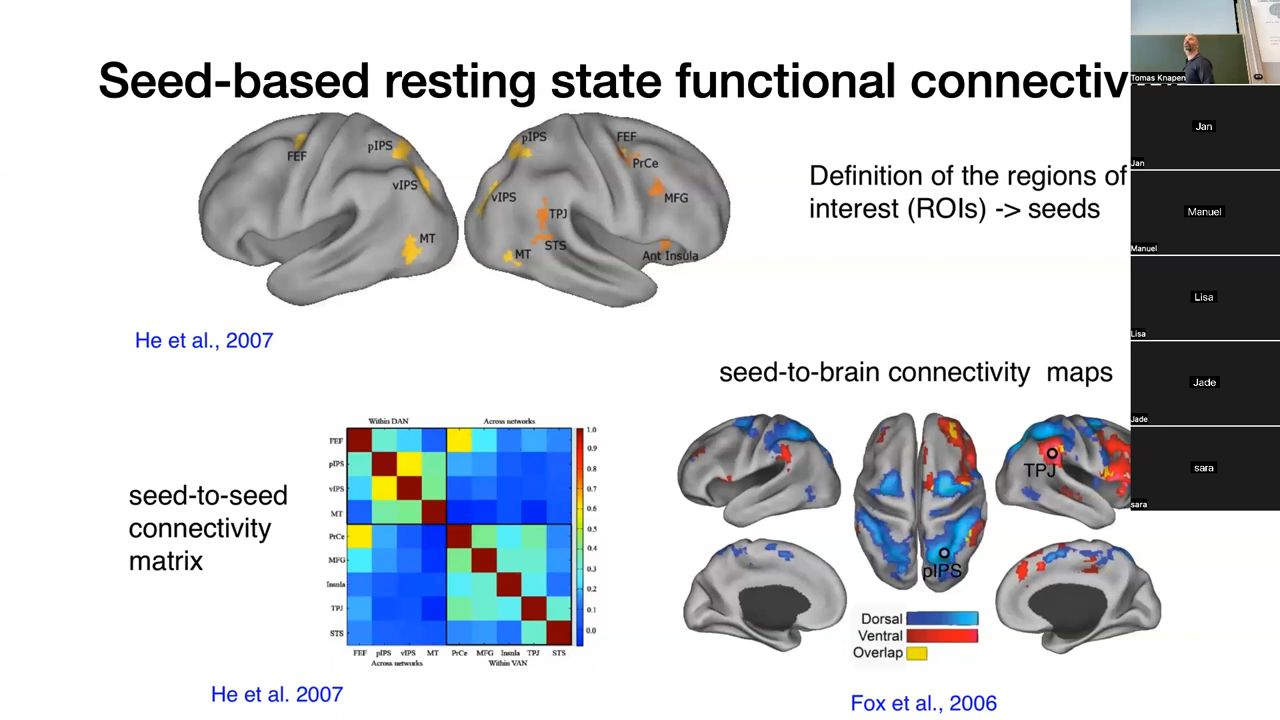 Seed-based resting state functional connectiv
FEF
pIPS
vIPS
MT
pIPS
FEF
PrCe
vIPS
MFG
TPJ
STS
MT
Ant Insula
Definition of the regions of
interest (ROIs) -> seeds
He et al., 2007
seed-to-brain connectivity maps
seed-to-seed
connectivity
matrix
Within DAN
Across networks
FEF
pIPS
vIPS
MT
PrCe
MFG
Insula
TPJ
STS
1.0
0.9
0.8
0.7
0.6
0.5
0.4
0.3
0.2
0.1
0.0
FEF pIPS vIPS MT PrCe MFG Insula TPJ STS
Across networks
Within VAN
He et al. 2007
TPJ
pIPS
Dorsal
Ventral
Overlap
Fox et al., 2006
Tomas Knapen
Jan
Jan
Manuel
Manuel
Lisa
Lisa
Jade
Jade
sara
sara